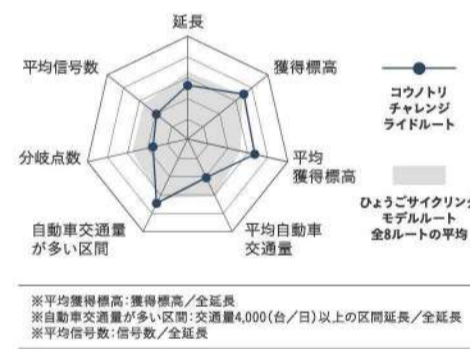 延長
平均信号数
獲得標高
分岐点数
平均
獲得標高
自動車交通量
が多い区間
平均自動車
交通量
コウノトリ
チャレンジ
ライドルート
ひょうごサイクリング
モデルルート
全8ルートの平均
※平均獲得標高:獲得標高/全延長
※自動車交通量が多い区間:交通量4,000(台/日)以上の区間延長/全延長
※平均信号数:信号数/全延長